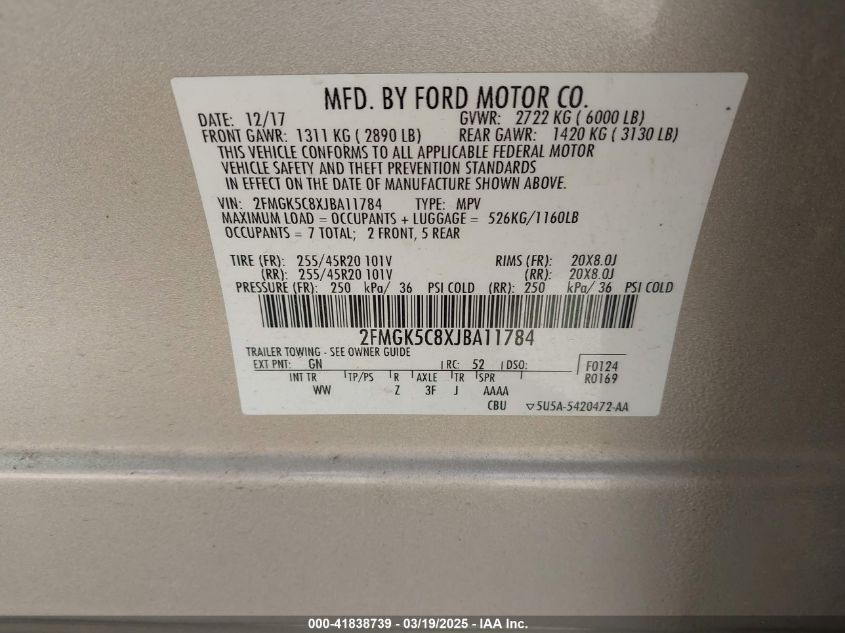 MFD. BY FORD MOTOR CO.
DATE: 12/17 GVWR: 2722 KG ( 6000 LB)
FRONT GAWR: 1311 KG ( 2890 LB) REAR GAWR: 1420 KG ( 3130 LB)
THIS VEHICLE CONFORMS TO ALL APPLICABLE FEDERAL MOTOR
VEHICLE SAFETY AND THEFT PREVENTION STANDARDS
IN EFFECT ON THE DATE OF MANUFACTURE SHOWN ABOVE.
VIN: 2FMGK5C8XJBA11784 TYPE: MPV
MAXIMUM LOAD = OCCUPANTS + LUGGAGE = 526KG/1160LB
OCCUPANTS = 7 TOTAL; 2 FRONT, 5 REAR
TIRE (FR): 255/45R20 101V RIMS (FR): 20X8.0J
(RR): 255/45R20 101V (RR): 20X8.0J
PRESSURE (FR): 250 kPa/ 36 PSI COLD (RR): 250 kPa/ 36 PSI COLD
2FMGK5C8XJBA11784
TRAILER TOWING - SEE OWNER GUIDE
EXT PNT: GN RC: 52 DSO: F0124
INT TR TP/PS R AXLE TR SPR R0169
WW Z 3F J AAAA
CBU ▽5U5A-5420472-AA
000-41838739 - 03/19/2025 - IAA Inc.